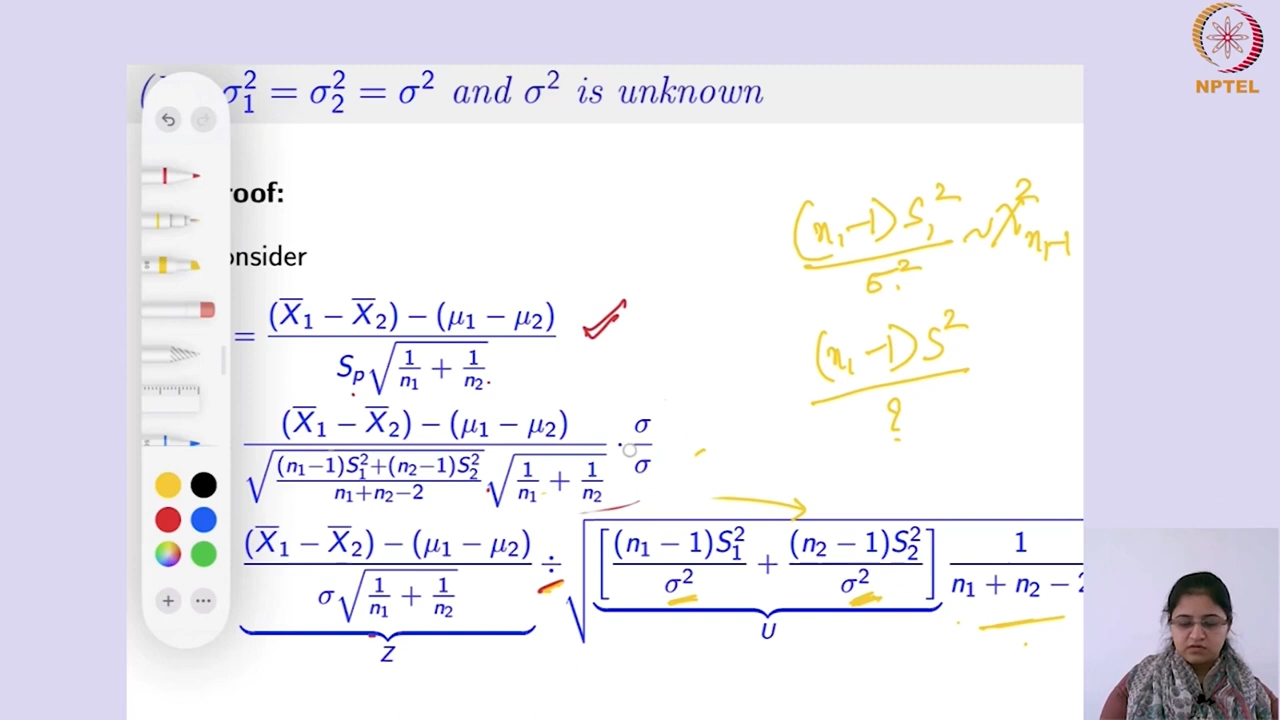 NPTEL
σ₁² = σ₂² = σ² and σ² is unknown
roof:
onsider
= ((X̅₁ − X̅₂) − (μ₁ − μ₂)) / (Sₚ √(1/n₁ + 1/n₂))
((X̅₁ − X̅₂) − (μ₁ − μ₂)) / (√(((n₁−1)S₁²+(n₂−1)S₂²) / (n₁+n₂−2)) √(1/n₁ + 1/n₂)) · σ/σ
((X̅₁ − X̅₂) − (μ₁ − μ₂)) / (σ √(1/n₁ + 1/n₂)) ÷ √([(n₁ − 1)S₁² / σ² + (n₂ − 1)S₂² / σ²] 1 / (n₁ + n₂ − 2
Z
U
(n₁−1) S₁² / σ² ~ χ²ₙ₁₋₁
(n₁−1) S² / ?